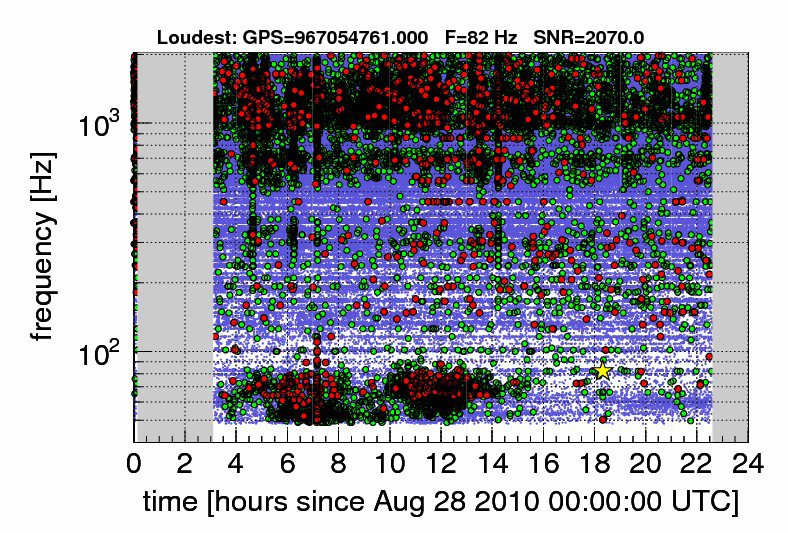 Loudest: GPS=967054761.000 F=82 Hz SNR=2070.0
frequency [Hz]
10³
10²
0 2 4 6 8 10 12 14 16 18 20 22 24
time [hours since Aug 28 2010 00:00:00 UTC]